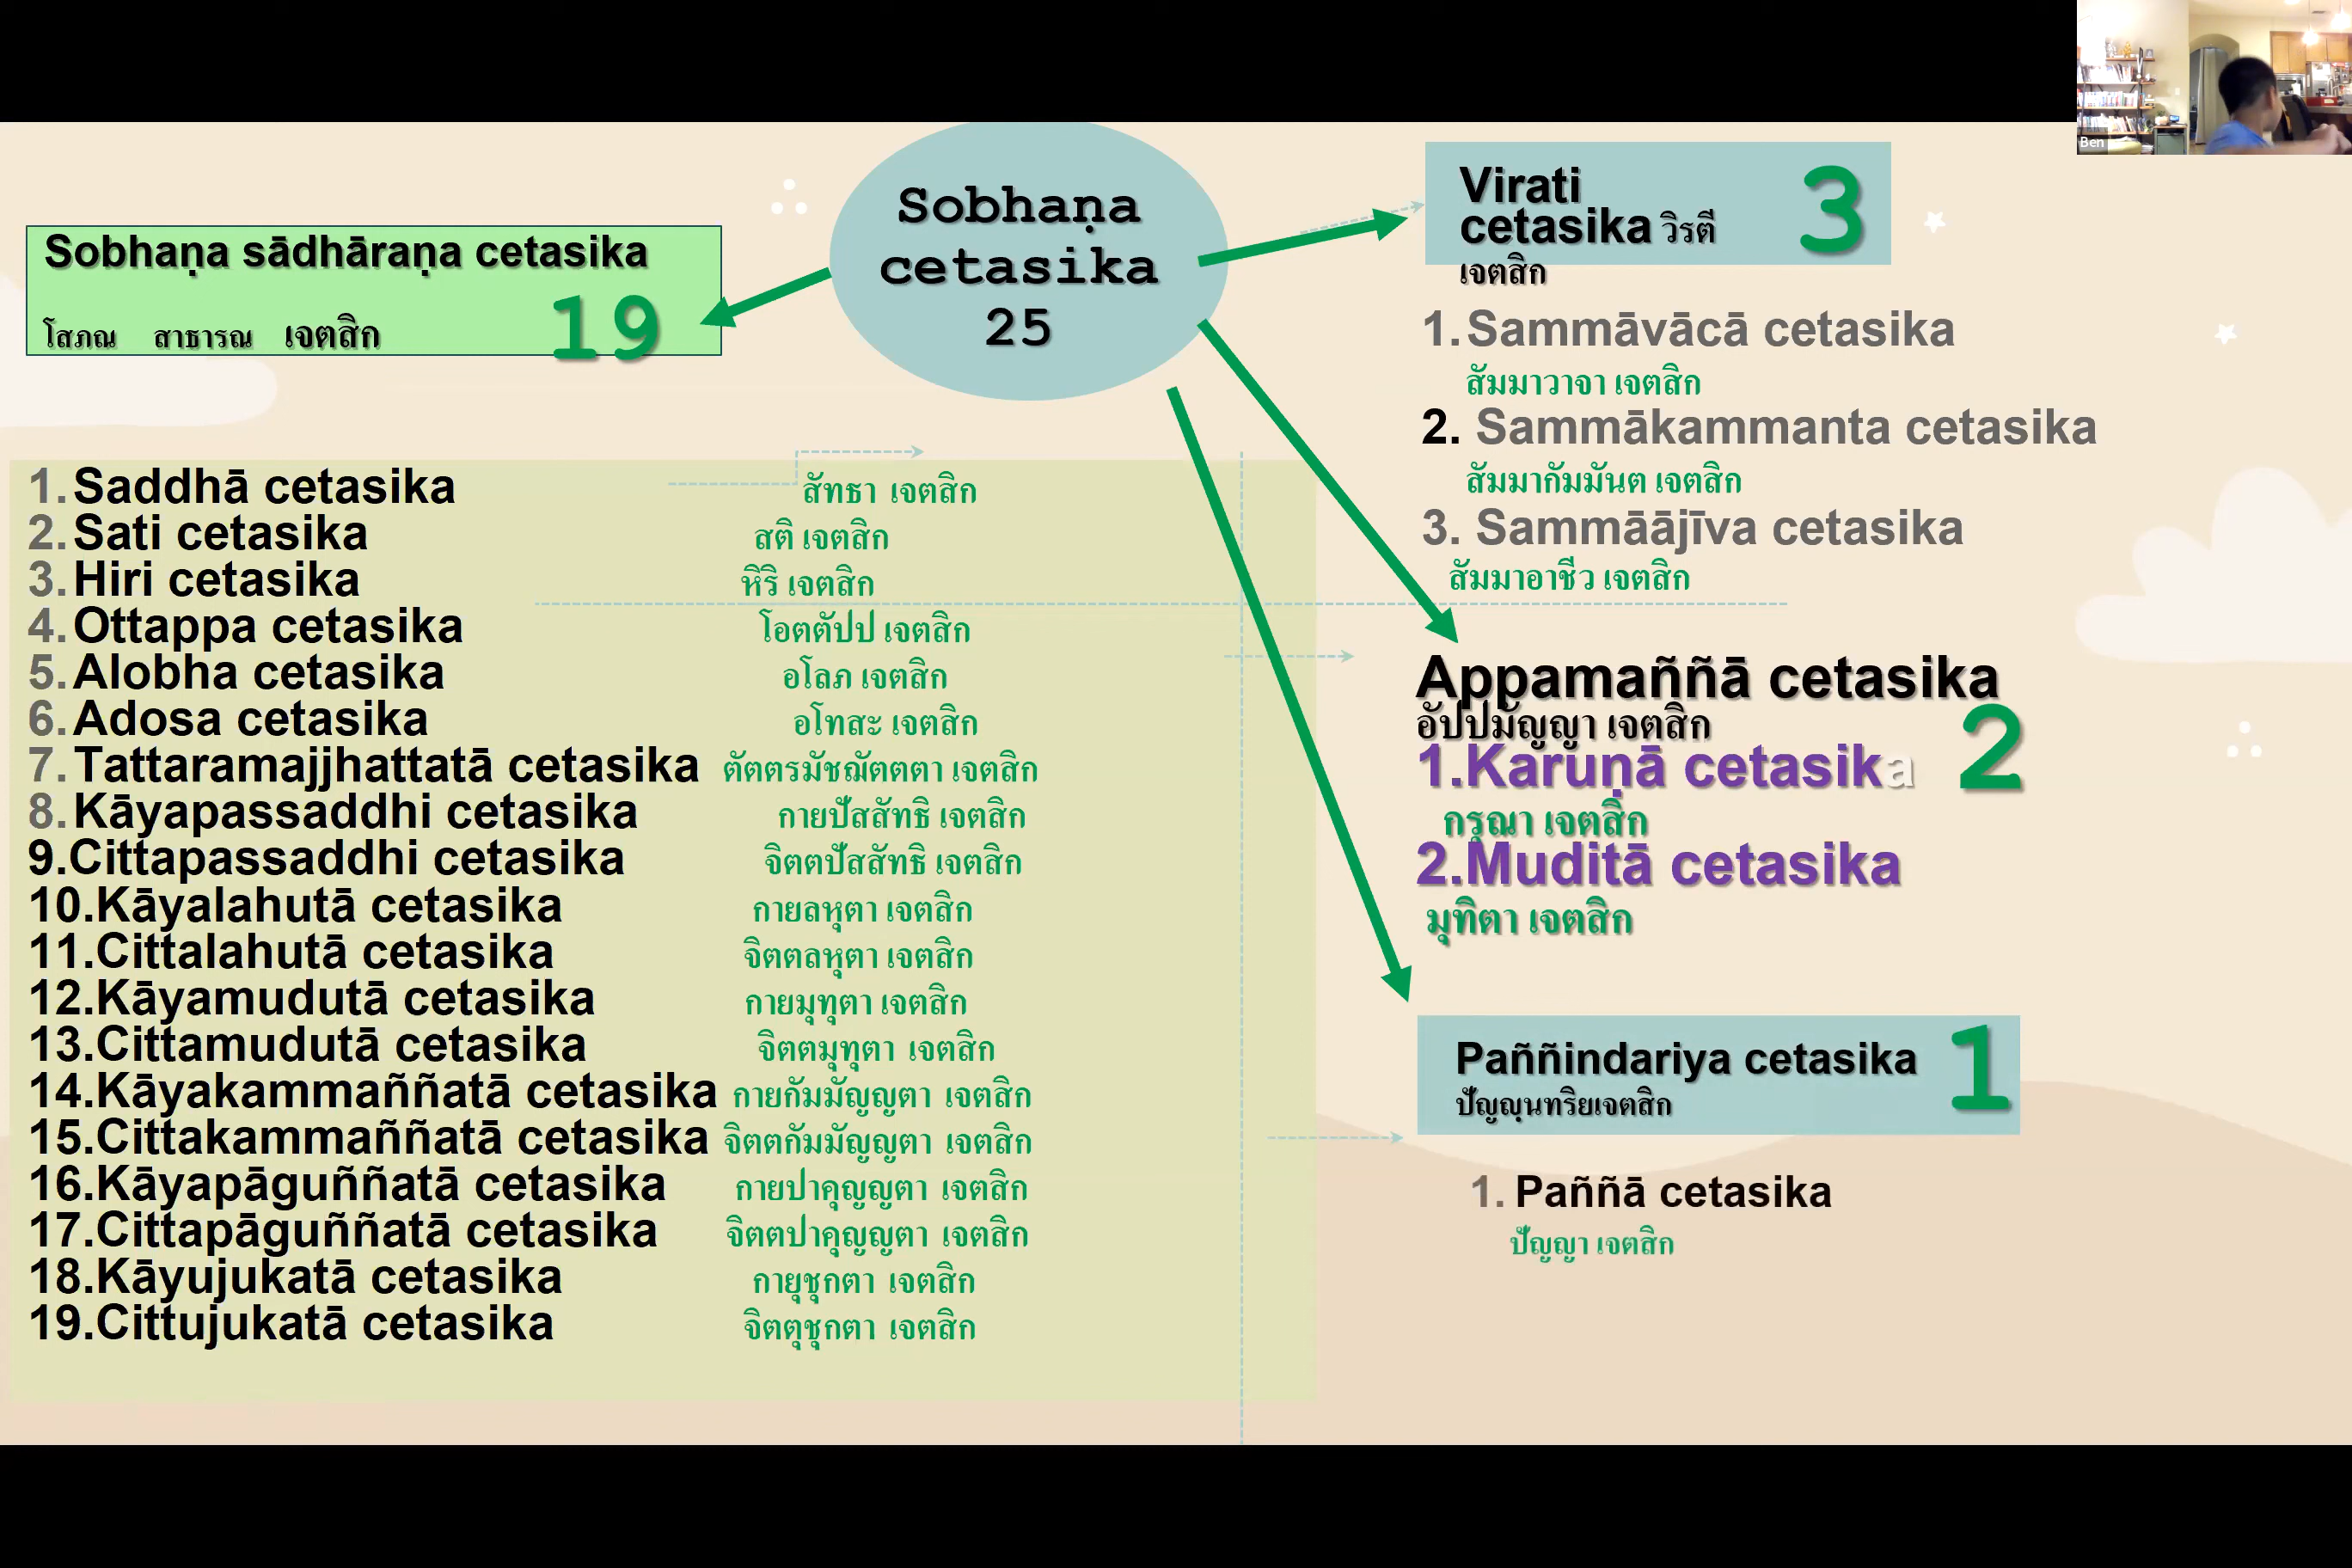 Ben
Sobhaṇa
cetasika
25
Sobhaṇa sādhāraṇa cetasika
โสภณ สาธารณ เจตสิก 19
1. Saddhā cetasika สัทธา เจตสิก
2. Sati cetasika สติ เจตสิก
3. Hiri cetasika หิริ เจตสิก
4. Ottappa cetasika โอตตัปป เจตสิก
5. Alobha cetasika อโลภ เจตสิก
6. Adosa cetasika อโทสะ เจตสิก
7. Tattaramajjhattatā cetasika ตัตตรมัชฌัตตตา เจตสิก
8. Kāyapassaddhi cetasika กายปัสสัทธิ เจตสิก
9.Cittapassaddhi cetasika จิตตปัสสัทธิ เจตสิก
10.Kāyalahutā cetasika กายลหุตา เจตสิก
11.Cittalahutā cetasika จิตตลหุตา เจตสิก
12.Kāyamudutā cetasika กายมุทุตา เจตสิก
13.Cittamudutā cetasika จิตตมุทุตา เจตสิก
14.Kāyakammaññatā cetasika กายกัมมัญญตา เจตสิก
15.Cittakammaññatā cetasika จิตตกัมมัญญตา เจตสิก
16.Kāyapāguññatā cetasika กายปาคุญญตา เจตสิก
17.Cittapāguññatā cetasika จิตตปาคุญญตา เจตสิก
18.Kāyujukatā cetasika กายุชุกตา เจตสิก
19.Cittujukatā cetasika จิตตุชุกตา เจตสิก
Virati
cetasika วิรตี
เจตสิก
3
1. Sammāvācā cetasika
สัมมาวาจา เจตสิก
2. Sammākammanta cetasika
สัมมากัมมันต เจตสิก
3. Sammāājīva cetasika
สัมมาอาชีว เจตสิก
Appamaññā cetasika
อัปปมัญญา เจตสิก
2
1.Karuṇā cetasika
กรุณา เจตสิก
2.Muditā cetasika
มุทิตา เจตสิก
Paññindariya cetasika 1
ปัญญุนทริยเจตสิก
1. Paññā cetasika
ปัญญา เจตสิก